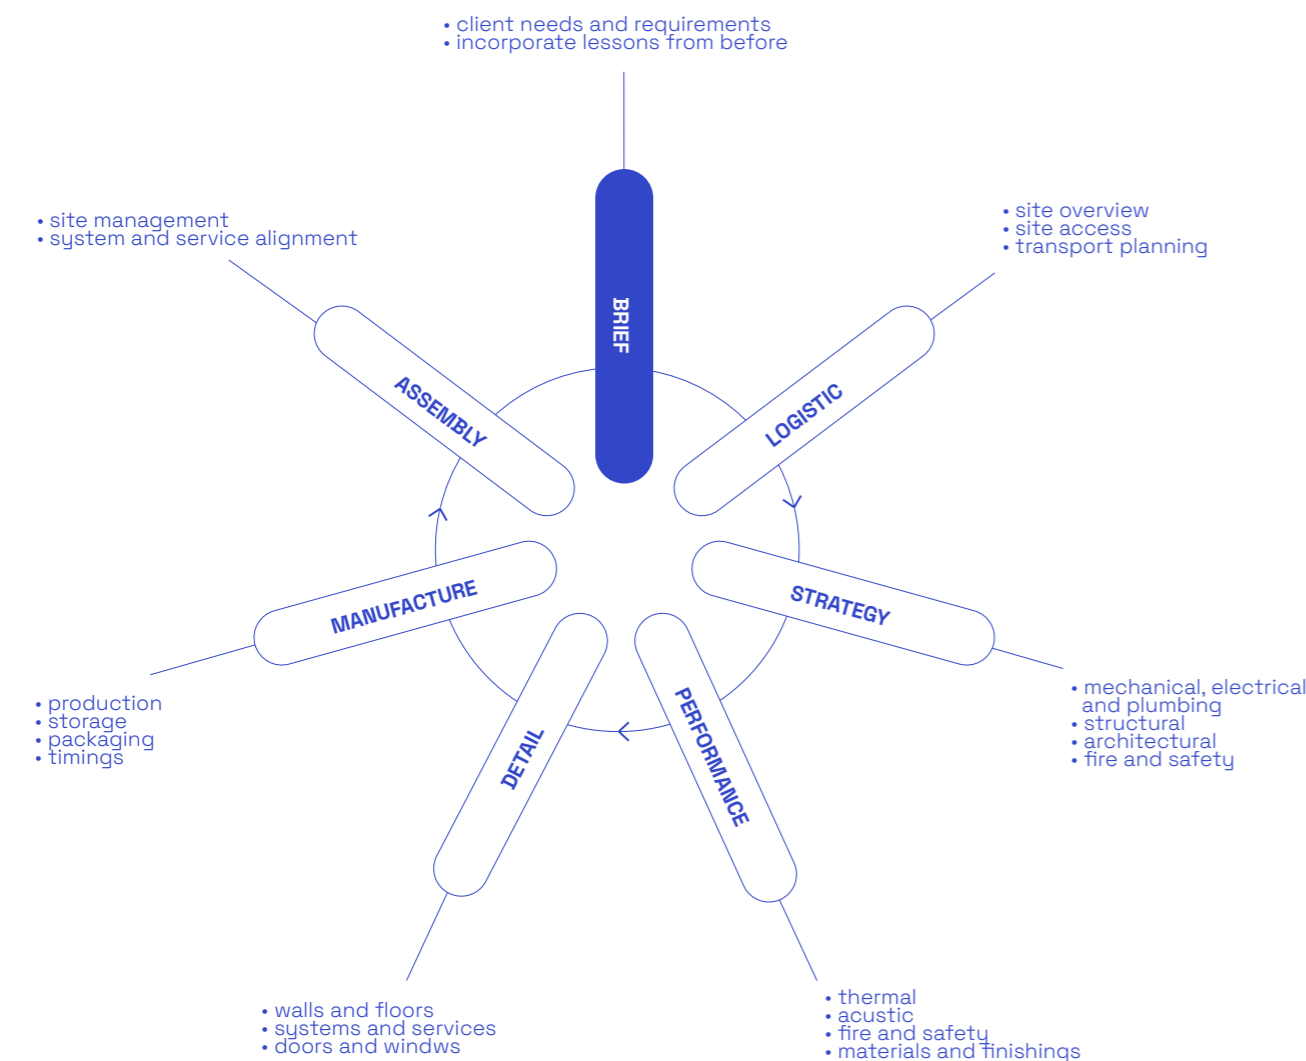 • client needs and requirements
• incorporate lessons from before
BRIEF
• site overview
• site access
• transport planning
LOGISTIC
STRATEGY
• mechanical, electrical
and plumbing
• structural
• architectural
• fire and safety
PERFORMANCE
• thermal
• acustic
• fire and safety
• materials and finishings
DETAIL
• walls and floors
• systems and services
• doors and windws
MANUFACTURE
• production
• storage
• packaging
• timings
ASSEMBLY
• site management
• system and service alignment